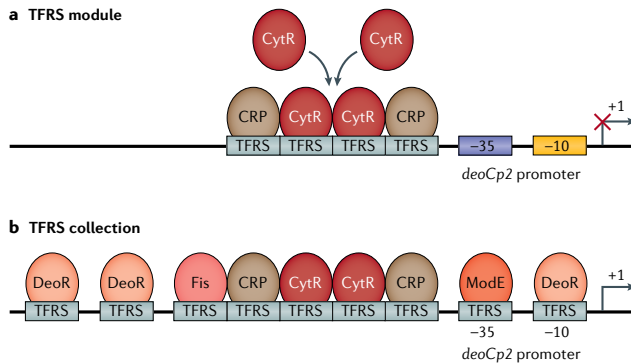 a TFRS module
CytR CytR
CRP CytR CytR CRP
+1
TFRS TFRS TFRS TFRS −35 −10
deoCp2 promoter
b TFRS collection
DeoR DeoR Fis CRP CytR CytR CRP ModE DeoR
+1
TFRS TFRS TFRS TFRS TFRS TFRS TFRS TFRS TFRS
−35 −10
deoCp2 promoter